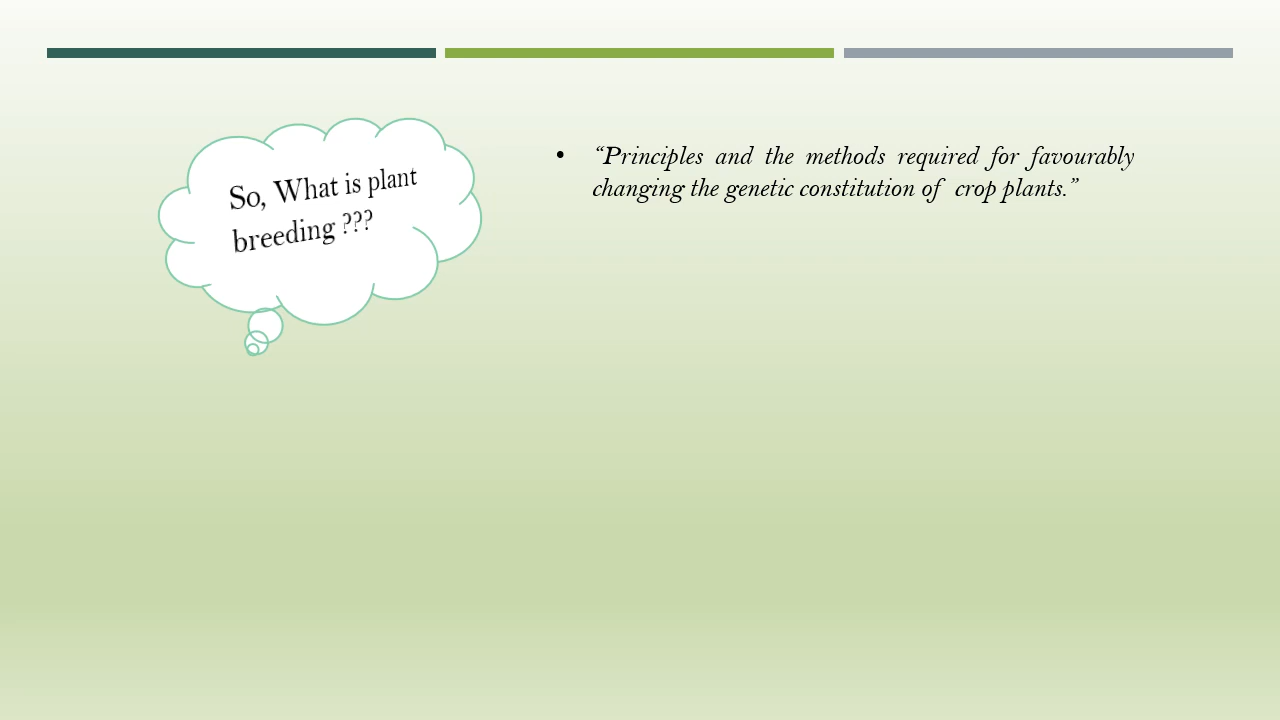 So, What is plant
breeding ???
• “Principles and the methods required for favourably
changing the genetic constitution of crop plants.”